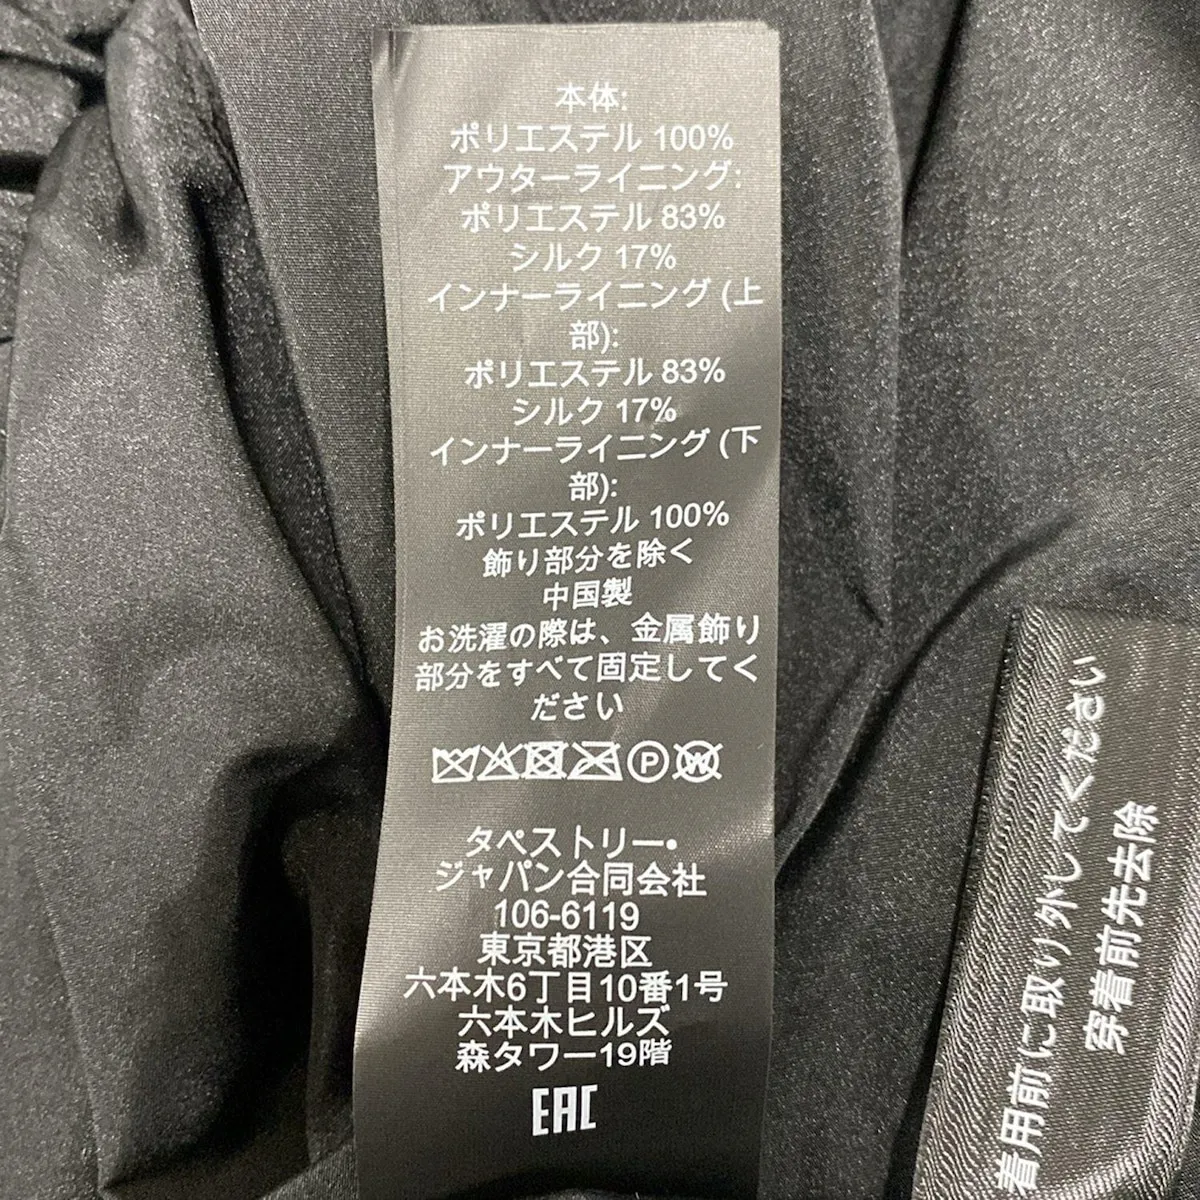 本体:
ポリエステル 100%
アウターライニング:
ポリエステル 83%
シルク 17%
インナーライニング (上
部):
ポリエステル 83%
シルク 17%
インナーライニング (下
部):
ポリエステル 100%
飾り部分を除く
中国製
お洗濯の際は、金属飾り
部分をすべて固定してく
ださい
P W
タペストリー・
ジャパン合同会社
106-6119
東京都港区
六本木6丁目10番1号
六本木ヒルズ
森タワー19階
EAC
着用前に取り外してください
穿着前先去除